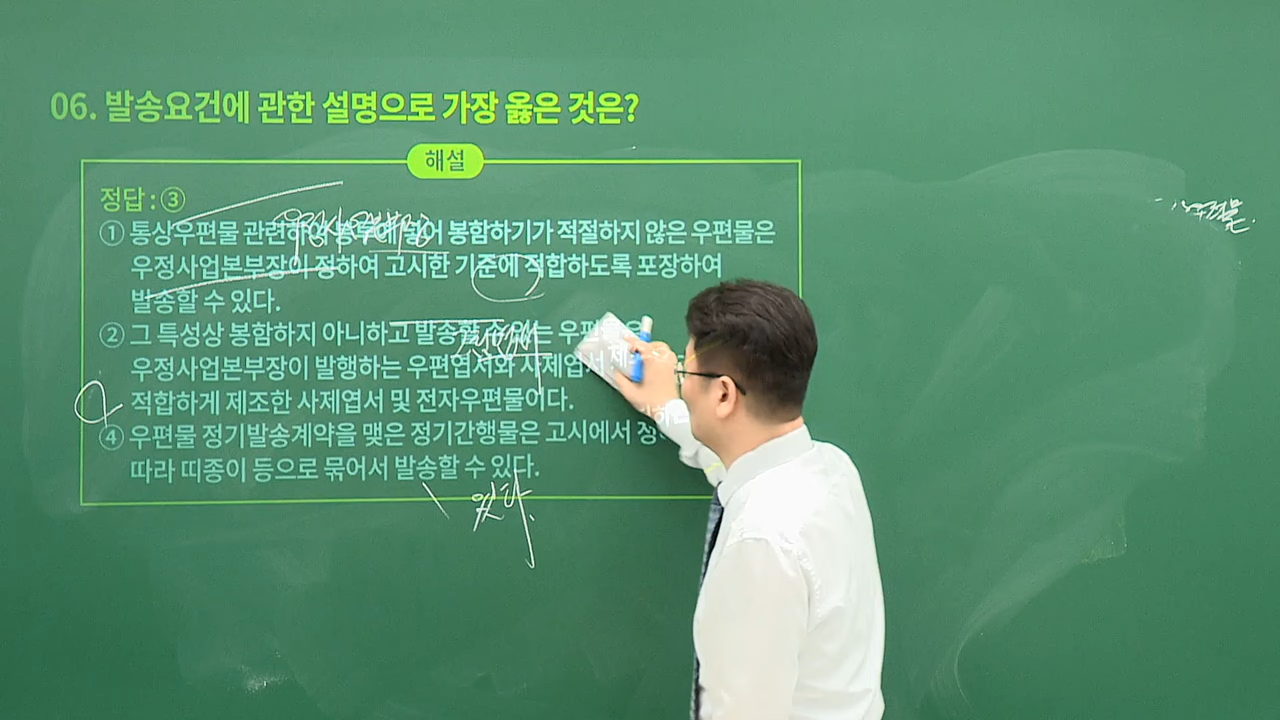 06. 발송요건에 관한 설명으로 가장 옳은 것은?
해설
정답 : ③
① 통상우편물 관련하여 봉투에 넣어 봉함하기가 적절하지 않은 우편물은
우정사업본부장이 정하여 고시한 기준에 적합하도록 포장하여
발송할 수 있다.
② 그 특성상 봉함하지 아니하고 발송할 수 있는 우편물은
우정사업본부장이 발행하는 우편엽서와 사제엽서 제조
적합하게 제조한 사제엽서 및 전자우편물이다.
④ 우편물 정기발송계약을 맺은 정기간행물은 고시에서
따라 띠종이 등으로 묶어서 발송할 수 있다.
있다.